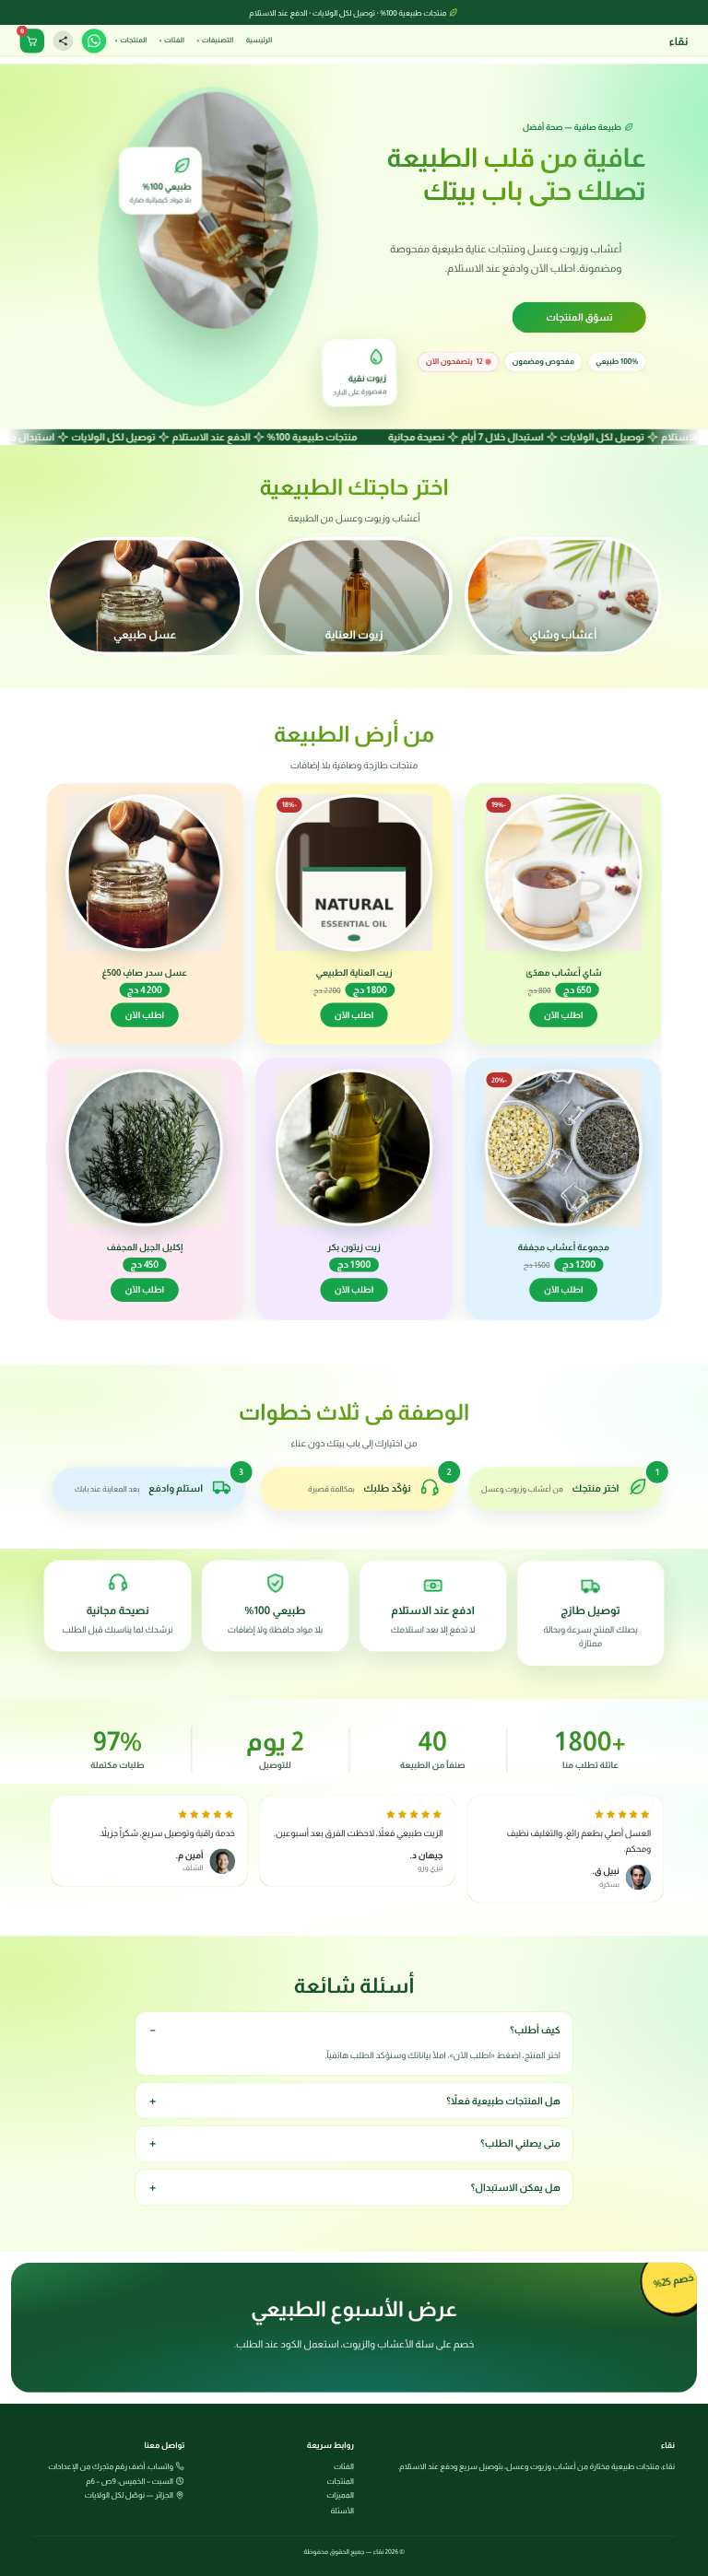 منتجات طبيعية 100% · توصيل لكل الولايات · الدفع عند الاستلام
نقاء
الرئيسية
التصنيفات
الفئات
المنتجات
0
طبيعة صافية — صحة أفضل
عافية من قلب الطبيعة
تصلك حتى باب بيتك
أعشاب وزيوت وعسل ومنتجات عناية طبيعية مفحوصة
ومضمونة. اطلب الآن وادفع عند الاستلام.
تسوّق المنتجات
100% طبيعي
مفحوص ومضمون
12 يتصفحون الآن
طبيعي 100%
بلا مواد كيميائية ضارة
زيوت نقية
معصورة على البارد
توصيل لكل الولايات ✧ استبدال خلال 7 أيام ✧ نصيحة مجانية
منتجات طبيعية 100% ✧ الدفع عند الاستلام ✧ توصيل لكل الولايات
اختر حاجتك الطبيعية
أعشاب وزيوت وعسل من الطبيعة
أعشاب وشاي
زيوت العناية
عسل طبيعي
من أرض الطبيعة
منتجات طازجة وصافية بلا إضافات
-19%
شاي أعشاب مهدّئ
650 دج
800 دج
اطلب الآن
-18%
NATURAL
ESSENTIAL OIL
زيت العناية الطبيعي
1800 دج
2200 دج
اطلب الآن
عسل سدر صافٍ 500غ
4200 دج
اطلب الآن
-20%
مجموعة أعشاب مجففة
1200 دج
1500 دج
اطلب الآن
زيت زيتون بكر
1900 دج
اطلب الآن
إكليل الجبل المجفف
450 دج
اطلب الآن
الوصفة في ثلاث خطوات
من اختيارك إلى باب بيتك دون عناء
1
اختر منتجك
من أعشاب وزيوت وعسل
2
نؤكّد طلبك
بمكالمة قصيرة
3
استلم وادفع
بعد المعاينة عند بابك
توصيل طازج
يصلك المنتج بسرعة وبحالة
ممتازة
ادفع عند الاستلام
لا تدفع إلا بعد استلامك
طبيعي 100%
بلا مواد حافظة ولا إضافات
نصيحة مجانية
نرشدك لما يناسبك قبل الطلب
+1800
عائلة تطلب منا
40
صنفاً من الطبيعة
2 يوم
للتوصيل
97%
طلبات مكتملة
★★★★★
العسل أصلي بطعم رائع، والتغليف نظيف
ومحكم.
نبيل ق.
بسكرة
★★★★★
الزيت طبيعي فعلاً، لاحظت الفرق بعد أسبوعين.
جيهان د.
تيزي وزو
★★★★★
خدمة راقية وتوصيل سريع، شكراً جزيلاً.
أمين م.
الشلف
أسئلة شائعة
كيف أطلب؟
−
اختر المنتج، اضغط «اطلب الآن»، املأ بياناتك وسنؤكد الطلب هاتفياً.
هل المنتجات طبيعية فعلاً؟
+
متى يصلني الطلب؟
+
هل يمكن الاستبدال؟
+
خصم 25%
عرض الأسبوع الطبيعي
خصم على سلة الأعشاب والزيوت، استعمل الكود عند الطلب.
نقاء
نقاء، منتجات طبيعية مختارة من أعشاب وزيوت وعسل، بتوصيل سريع ودفع عند الاستلام.
روابط سريعة
الفئات
المنتجات
المميزات
الأسئلة
تواصل معنا
واتساب: أضف رقم متجرك من الإعدادات
السبت – الخميس، 9ص – 6م
الجزائر — نوصّل لكل الولايات
© 2026 نقاء — جميع الحقوق محفوظة